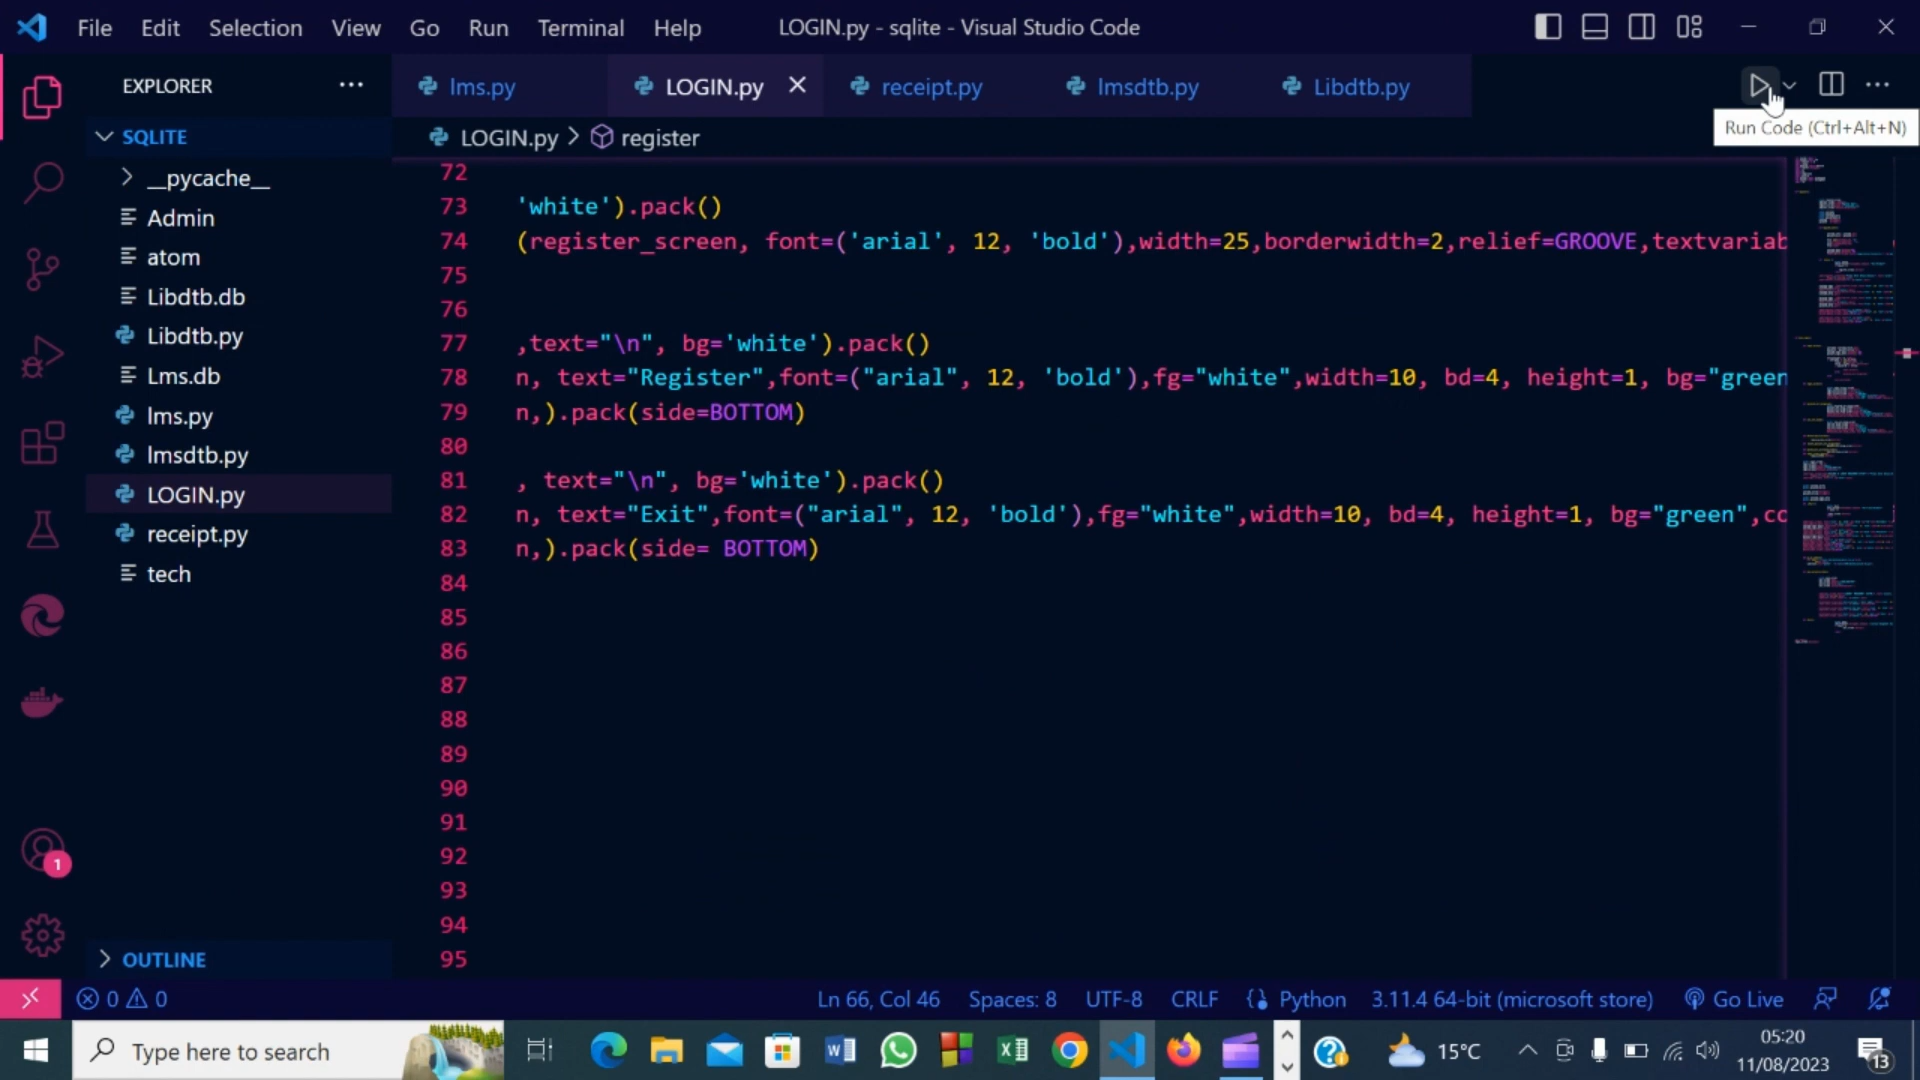 File Edit Selection View Go Run Terminal Help LOGIN.py - sqlite - Visual Studio Code
EXPLORER
lms.py LOGIN.py receipt.py lmsdtb.py Libdtb.py
Run Code (Ctrl+Alt+N)
SQLITE
LOGIN.py > register
__pycache__
Admin
atom
Libdtb.db
Libdtb.py
Lms.db
lms.py
lmsdtb.py
LOGIN.py
receipt.py
tech
OUTLINE
72
73 'white').pack()
74 (register_screen, font=('arial', 12, 'bold'),width=25,borderwidth=2,relief=GROOVE,textvariab
75
76
77 ,text="\n", bg='white').pack()
78 n, text="Register",font=("arial", 12, 'bold'),fg="white",width=10, bd=4, height=1, bg="green
79 n,).pack(side=BOTTOM)
80
81 , text="\n", bg='white').pack()
82 n, text="Exit",font=("arial", 12, 'bold'),fg="white",width=10, bd=4, height=1, bg="green",co
83 n,).pack(side= BOTTOM)
84
85
86
87
88
89
90
91
92
93
94
95
1
0 0 Ln 66, Col 46 Spaces: 8 UTF-8 CRLF Python 3.11.4 64-bit (microsoft store) Go Live
Type here to search
15°C
05:20
11/08/2023
13